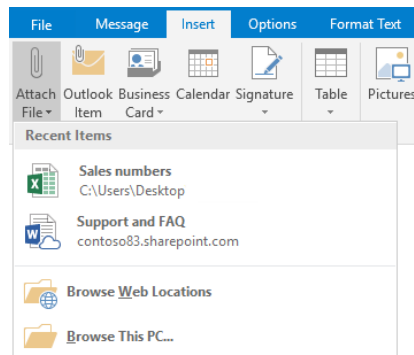 File Message Insert Options Format Text
Attach Outlook Business Calendar Signature Table Pictures
File Item Card
Recent Items
Sales numbers
C:\Users\Desktop
Support and FAQ
contoso83.sharepoint.com
Browse Web Locations
Browse This PC...